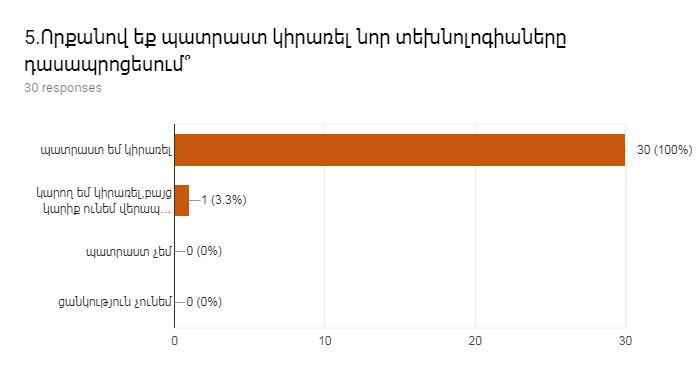 5.Որքանով եք պատրաստ կիրառել նոր տեխնոլոգիաները
դասապրոցեսում՞
30 responses
պատրաստ եմ կիրառել
30 (100%)
կարող եմ կիրառել,բայց
կարիք ունեմ վերապ...
1 (3.3%)
պատրաստ չեմ
0 (0%)
ցանկություն չունեմ
0 (0%)
0
10
20
30